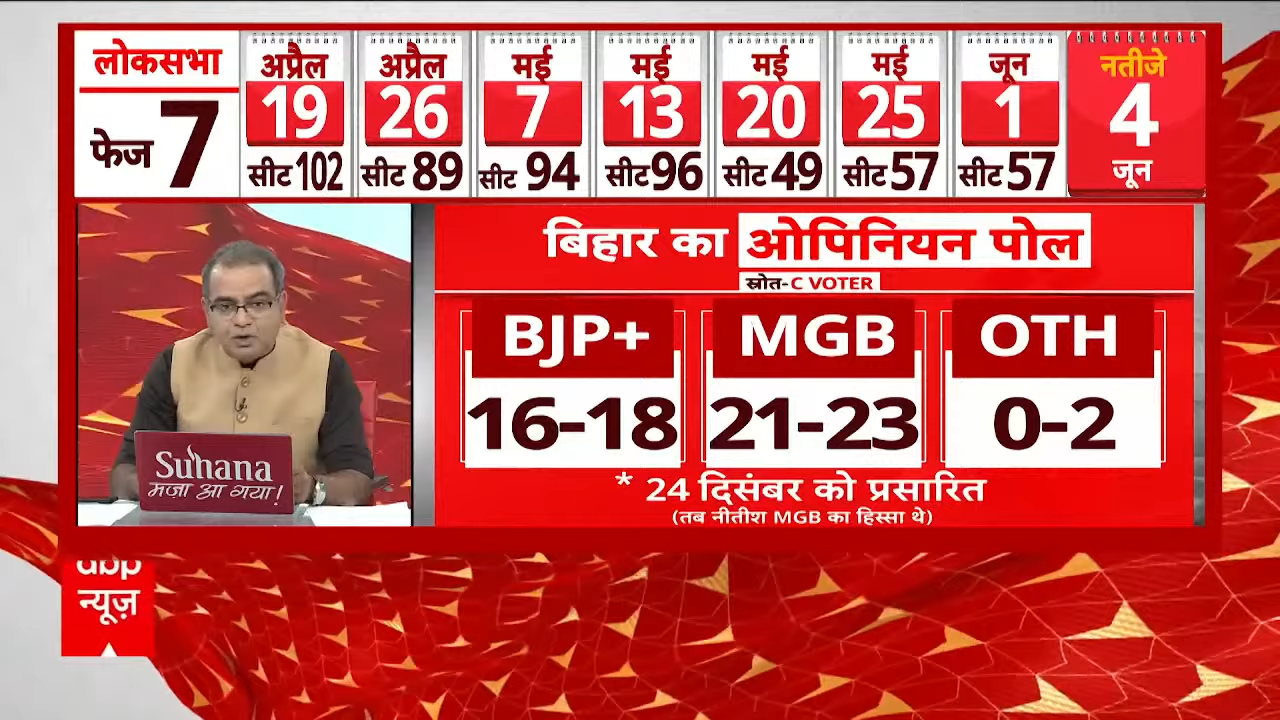 लोकसभा
फेज 7
अप्रैल
19
सीट 102
अप्रैल
26
सीट 89
मई
7
सीट 94
मई
13
सीट 96
मई
20
सीट 49
मई
25
सीट 57
जून
1
सीट 57
नतीजे
4
जून
बिहार का ओपिनियन पोल
स्रोत-C VOTER
BJP+ MGB OTH
16-18 21-23 0-2
* 24 दिसंबर को प्रसारित
(तब नीतीश MGB का हिस्सा थे)
Suhana
मज़ा आ गया!
abp
न्यूज़